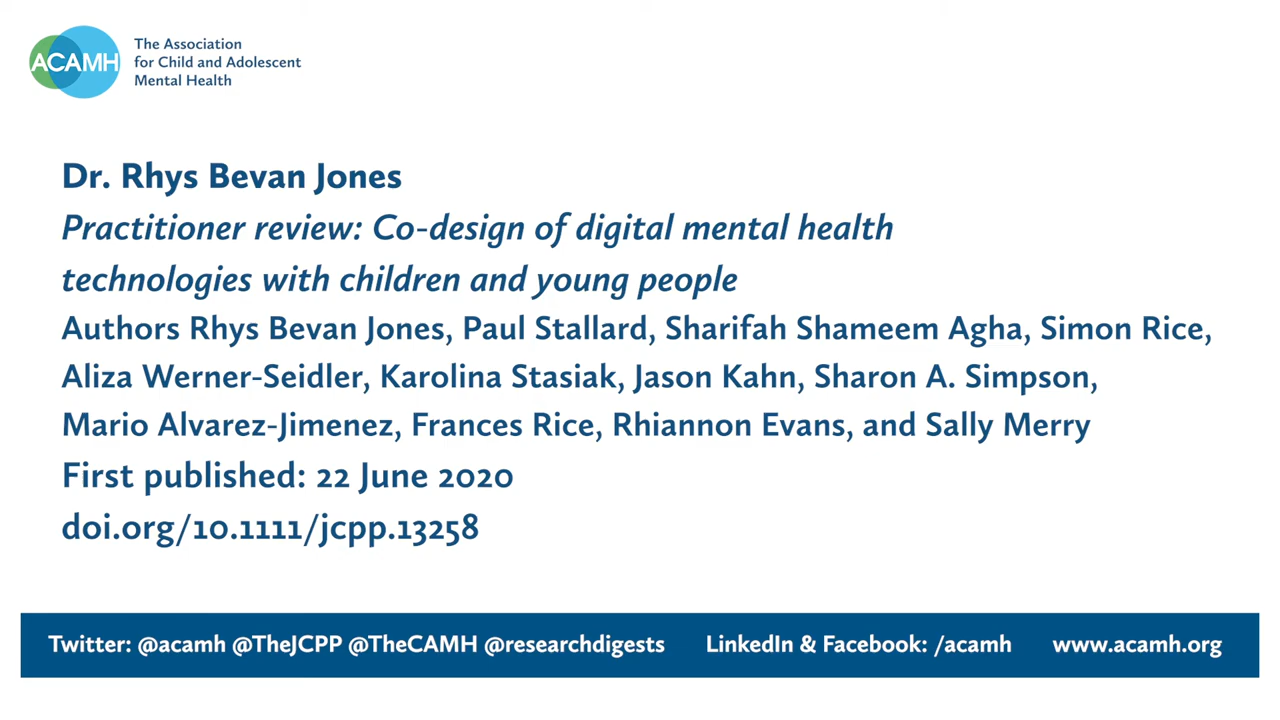 ACAMH
The Association
for Child and Adolescent
Mental Health
Dr. Rhys Bevan Jones
Practitioner review: Co-design of digital mental health
technologies with children and young people
Authors Rhys Bevan Jones, Paul Stallard, Sharifah Shameem Agha, Simon Rice,
Aliza Werner-Seidler, Karolina Stasiak, Jason Kahn, Sharon A. Simpson,
Mario Alvarez-Jimenez, Frances Rice, Rhiannon Evans, and Sally Merry
First published: 22 June 2020
doi.org/10.1111/jcpp.13258
Twitter: @acamh @TheJCPP @TheCAMH @researchdigests LinkedIn & Facebook: /acamh www.acamh.org